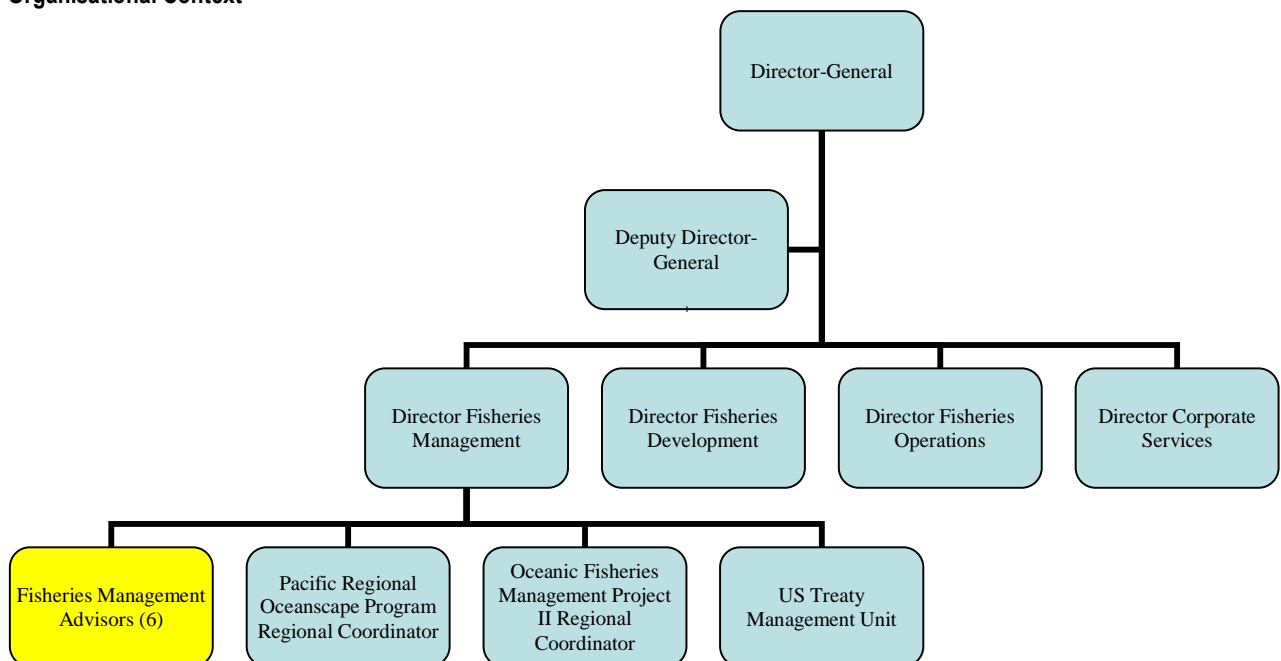 Organisational Context
Director-General
Deputy Director-
General
Director Fisheries
Management
Director Fisheries
Development
Director Fisheries
Operations
Director Corporate
Services
Fisheries Management
Advisors (6)
Pacific Regional
Oceanscape Program
Regional Coordinator
Oceanic Fisheries
Management Project
II Regional
Coordinator
US Treaty
Management Unit